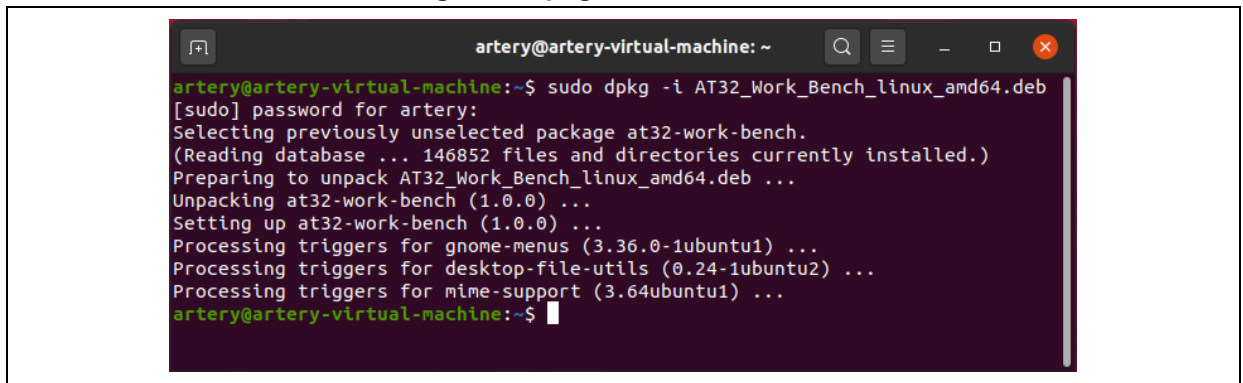 artery@artery-virtual-machine: ~
artery@artery-virtual-machine:~$ sudo dpkg -i AT32_Work_Bench_linux_amd64.deb
[sudo] password for artery:
Selecting previously unselected package at32-work-bench.
(Reading database ... 146852 files and directories currently installed.)
Preparing to unpack AT32_Work_Bench_linux_amd64.deb ...
Unpacking at32-work-bench (1.0.0) ...
Setting up at32-work-bench (1.0.0) ...
Processing triggers for gnome-menus (3.36.0-1ubuntu1) ...
Processing triggers for desktop-file-utils (0.24-1ubuntu2) ...
Processing triggers for mime-support (3.64ubuntu1) ...
artery@artery-virtual-machine:~$